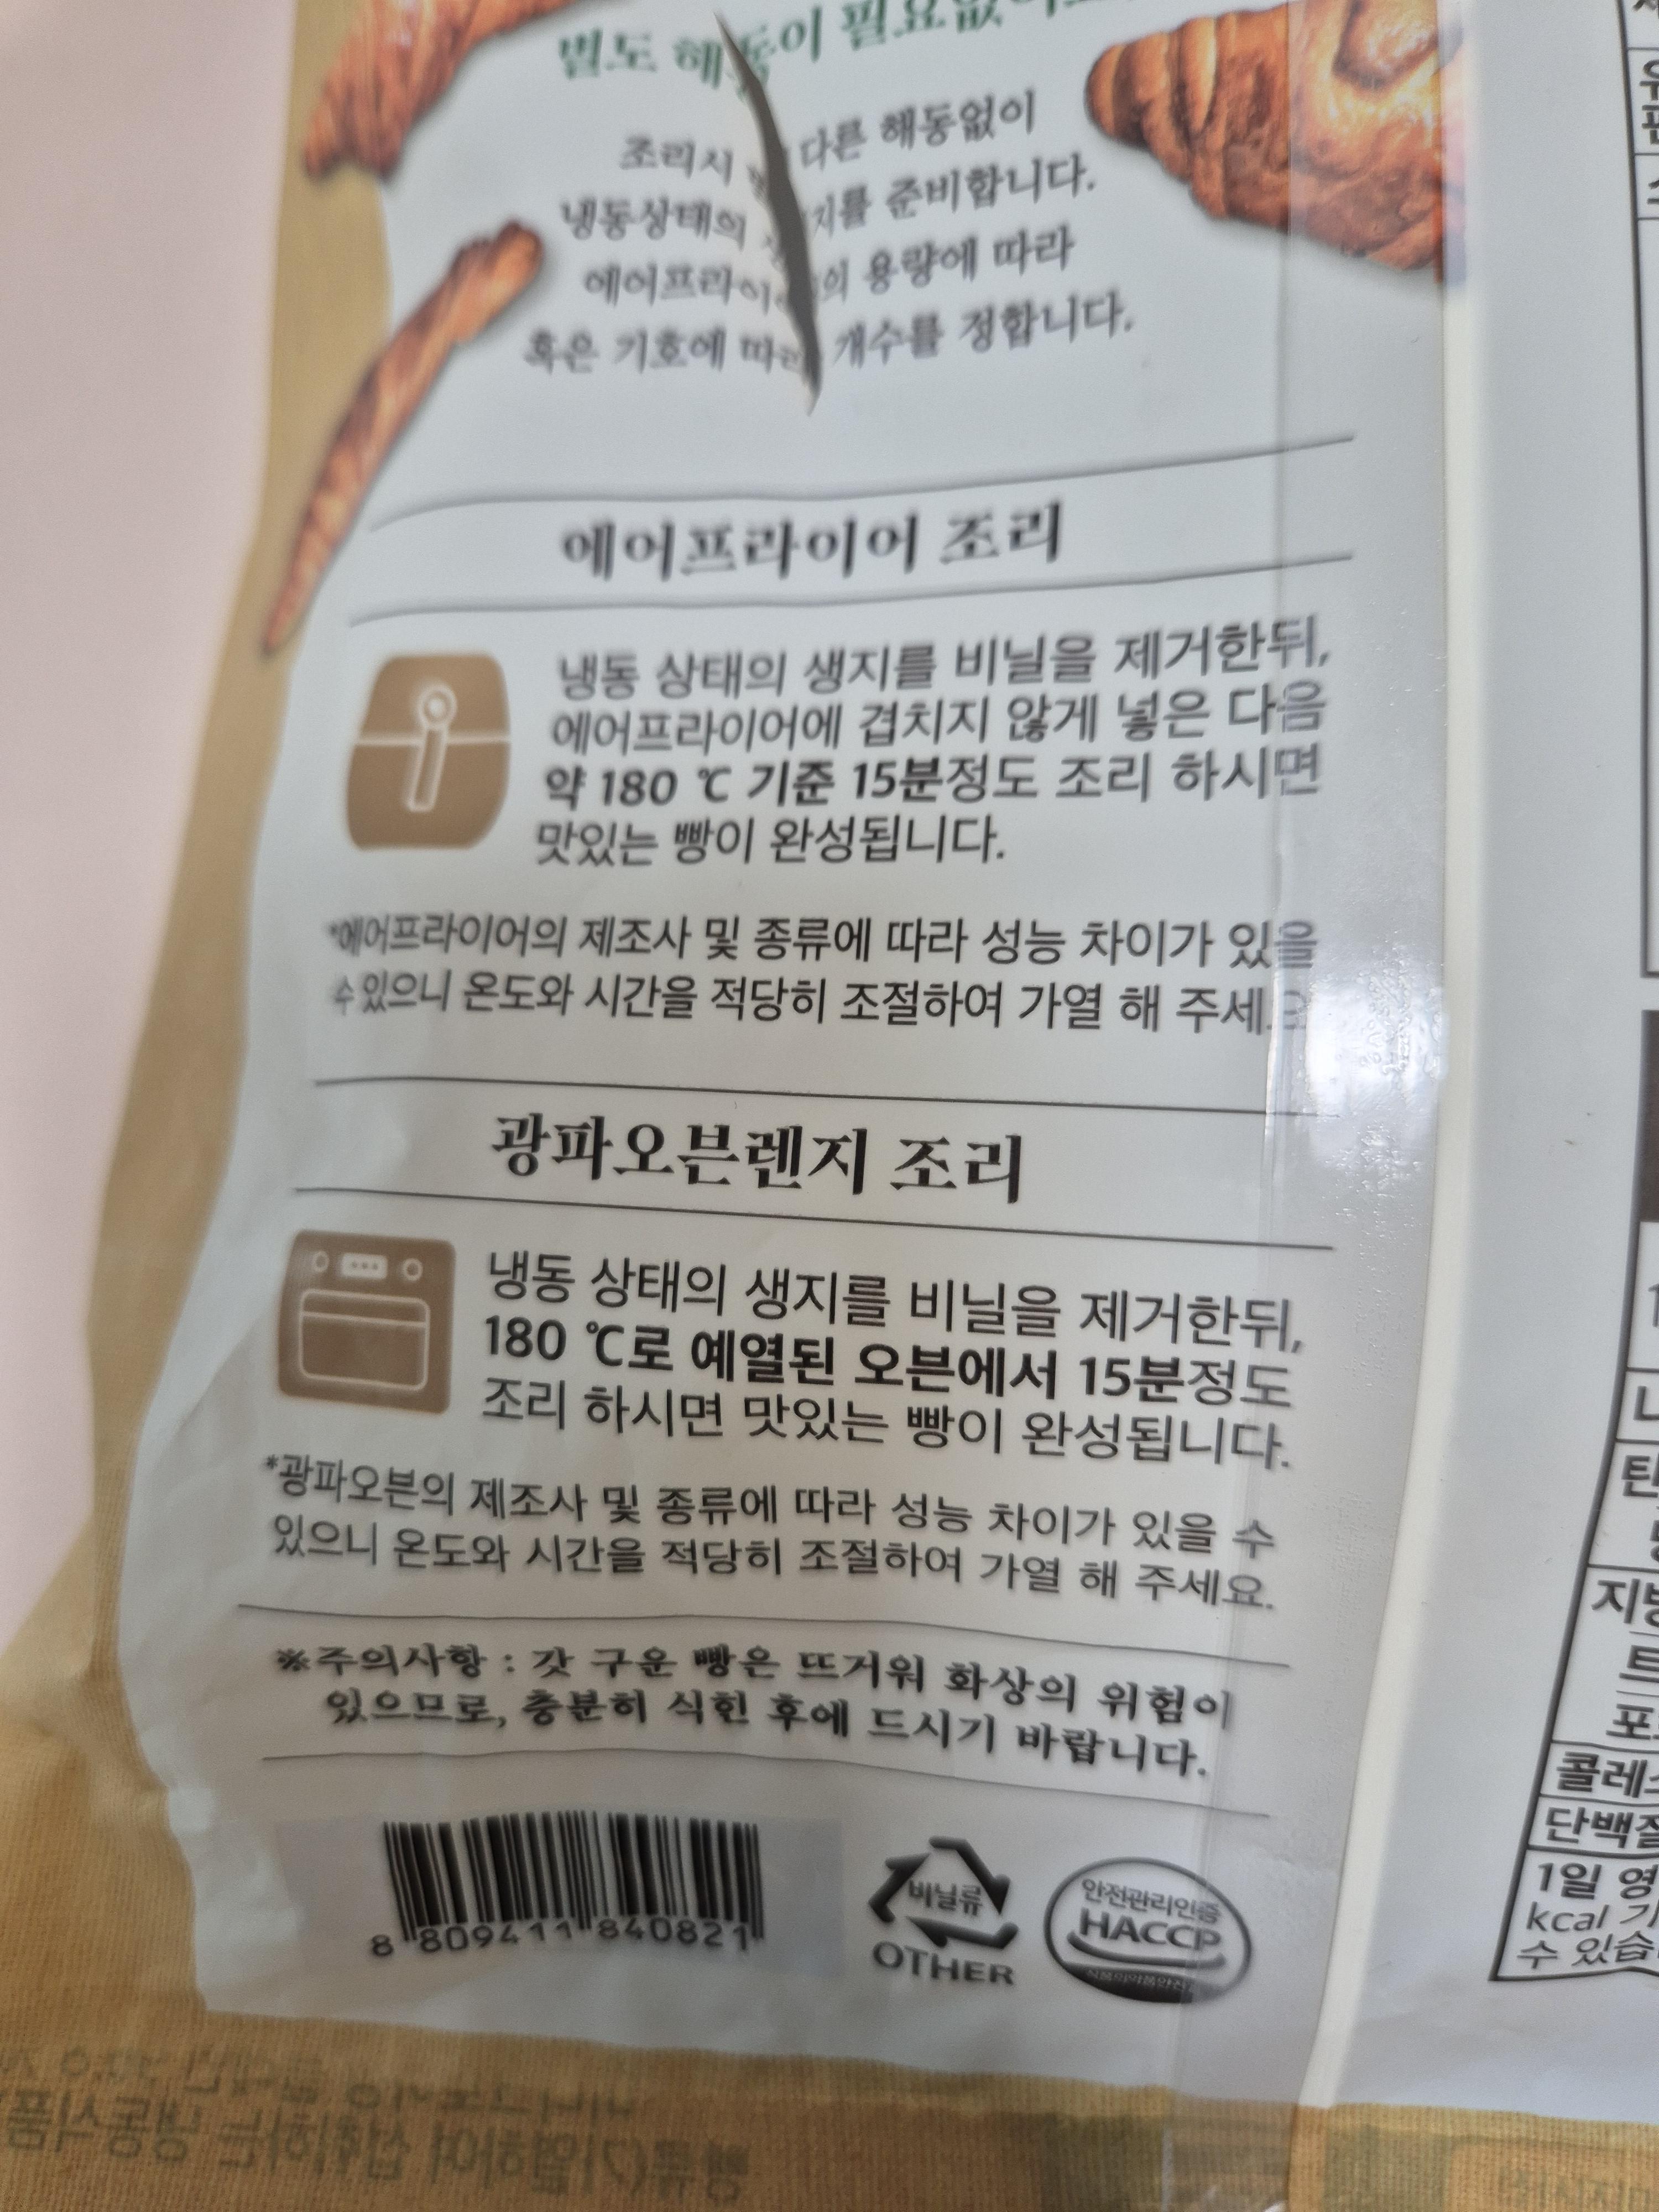 별도 해동이 필요없이
조리시 다른 해동없이
냉동상태의 준비합니다.
용량에 따라
혹은 기호에 따라 개수를 정합니다.
에어프라이어 조리
냉동 상태의 생지를 비닐을 제거한뒤,
에어프라이어에 겹치지 않게 넣은 다음
약 180 ℃ 기준 15분정도 조리 하시면
맛있는 빵이 완성됩니다.
*에어프라이어의 제조사 및 종류에 따라 성능 차이가 있을
수 있으니 온도와 시간을 적당히 조절하여 가열 해 주세요
광파오븐렌지 조리
냉동 상태의 생지를 비닐을 제거한뒤,
180 ℃로 예열된 오븐에서 15분정도
조리 하시면 맛있는 빵이 완성됩니다.
*광파오븐의 제조사 및 종류에 따라 성능 차이가 있을 수
있으니 온도와 시간을 적당히 조절하여 가열 해 주세요.
※주의사항 : 갓 구운 빵은 뜨거워 화상의 위험이
있으므로, 충분히 식힌 후에 드시기 바랍니다.
8 809411 840821
비닐류
OTHER
안전관리인증
HACCP
콜레스
단백질
1일 영
kcal 기
수 있습